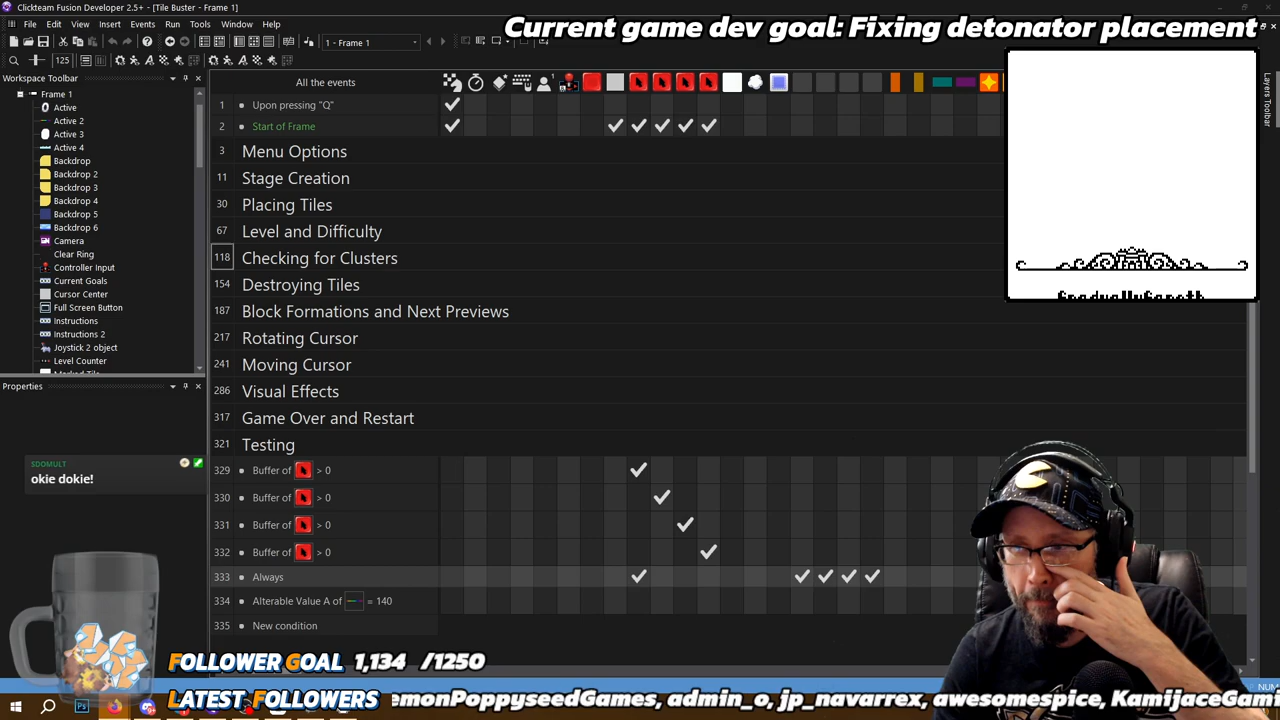 Clickteam Fusion Developer 2.5+ - [Tile Buster - Frame 1]
Current game dev goal: Fixing detonator placement
File Edit View Insert Events Run Tools Window Help
1 - Frame 1
123
Workspace Toolbar
Frame 1
Active
Active 2
Active 3
Active 4
Backdrop
Backdrop 2
Backdrop 3
Backdrop 4
Backdrop 5
Backdrop 6
Camera
Clear Ring
Controller Input
Current Goals
Cursor Center
Full Screen Button
Instructions
Instructions 2
Joystick 2 object
Level Counter
Properties
SDOMULT
okie dokie!
All the events
1 Upon pressing "Q"
2 Start of Frame
3 Menu Options
11 Stage Creation
30 Placing Tiles
67 Level and Difficulty
118 Checking for Clusters
154 Destroying Tiles
187 Block Formations and Next Previews
217 Rotating Cursor
241 Moving Cursor
286 Visual Effects
317 Game Over and Restart
321 Testing
329 Buffer of > 0
330 Buffer of > 0
331 Buffer of > 0
332 Buffer of > 0
333 Always
334 Alterable Value A of = 140
335 New condition
Layers Toolbar
FOLLOWER GOAL 1,134 /1250
NUM
LATEST FOLLOWERS emonPoppyseedGames, admin_o, jp_navarrex, awesomespice, KamijaceGami